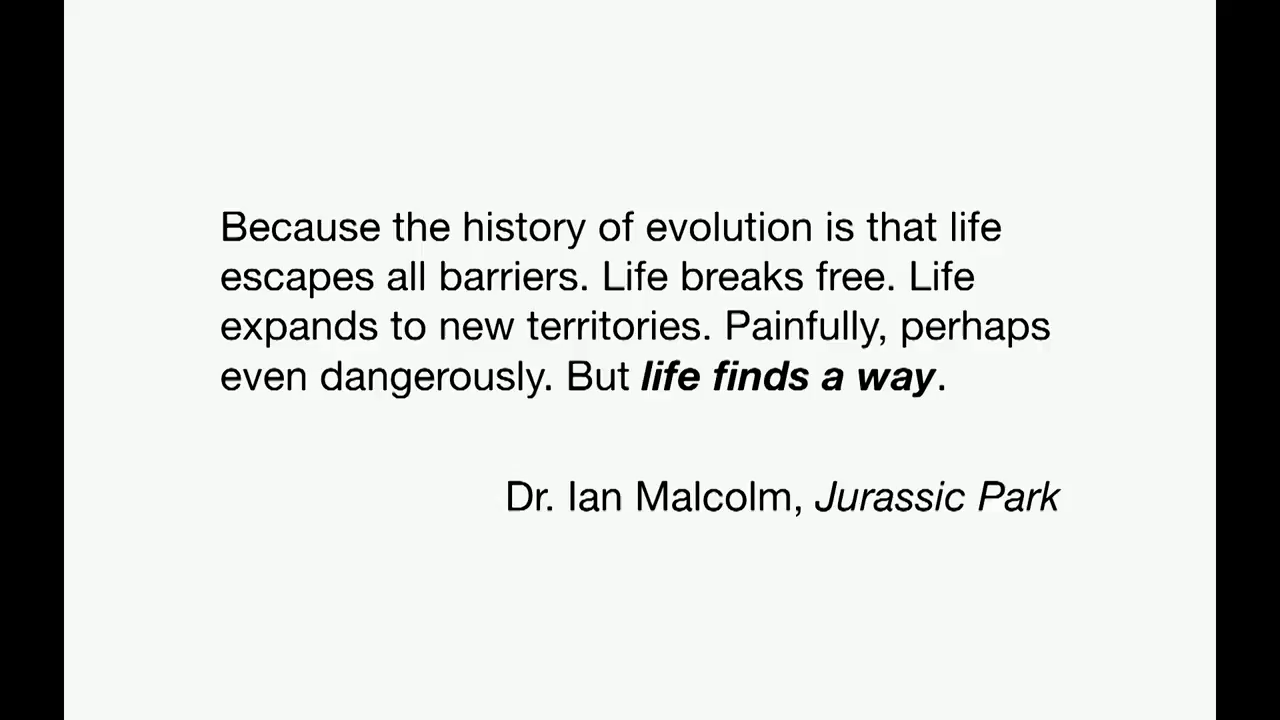 Because the history of evolution is that life
escapes all barriers. Life breaks free. Life
expands to new territories. Painfully, perhaps
even dangerously. But life finds a way.
Dr. Ian Malcolm, Jurassic Park